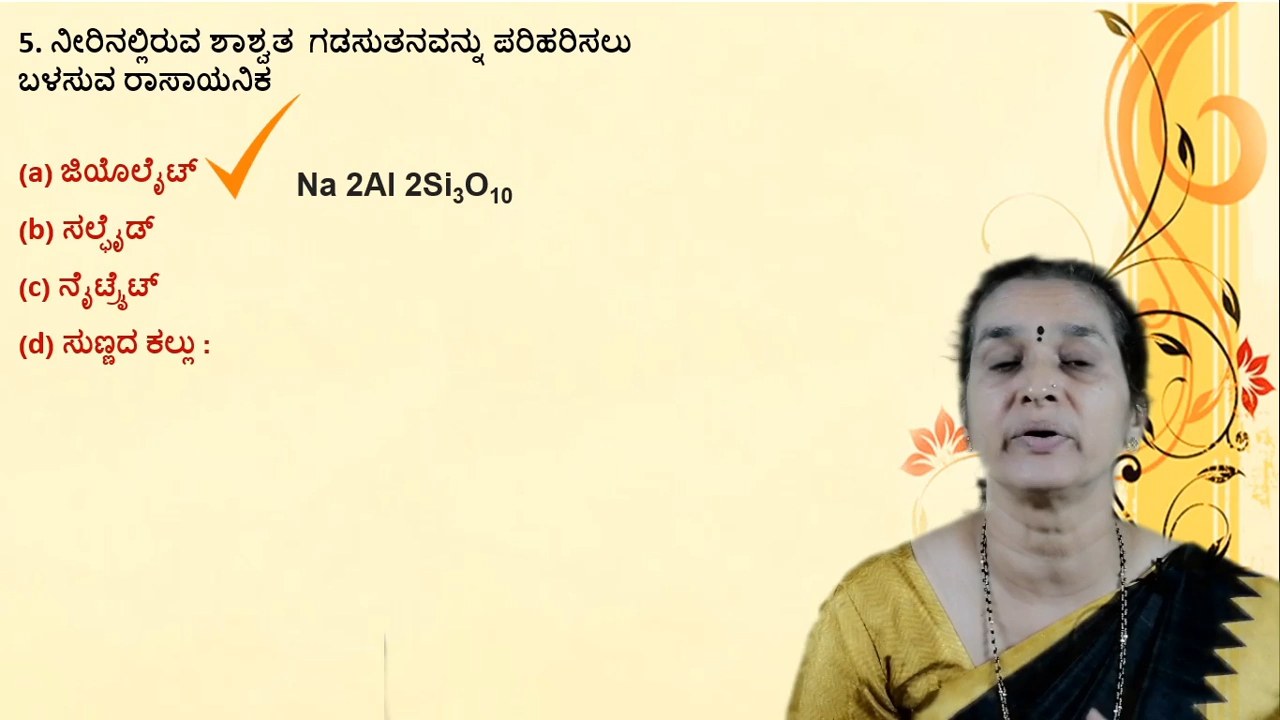 5. ನೀರಿನಲ್ಲಿರುವ ಶಾಶ್ವತ ಗಡಸುತನವನ್ನು ಪರಿಹರಿಸಲು
ಬಳಸುವ ರಾಸಾಯನಿಕ
(a) ಜಿಯೊಲೈಟ್
Na 2Al 2Si₃O₁₀
(b) ಸಲ್ಫೈಡ್
(c) ನೈಟ್ರೈಟ್
(d) ಸುಣ್ಣದ ಕಲ್ಲು :